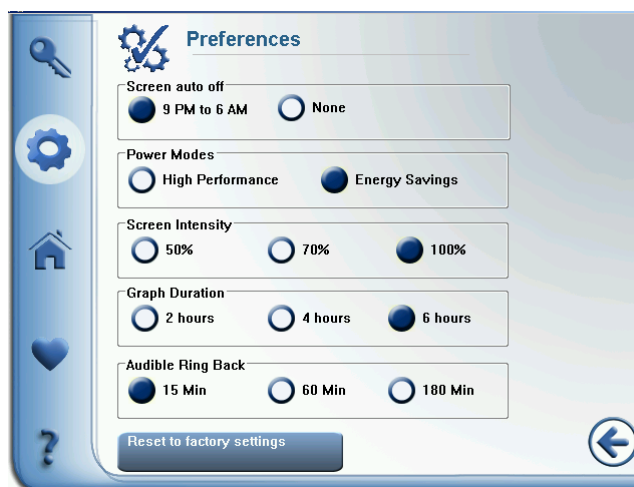 Preferences
Screen auto off
9 PM to 6 AM None
Power Modes
High Performance Energy Savings
Screen Intensity
50% 70% 100%
Graph Duration
2 hours 4 hours 6 hours
Audible Ring Back
15 Min 60 Min 180 Min
Reset to factory settings
?